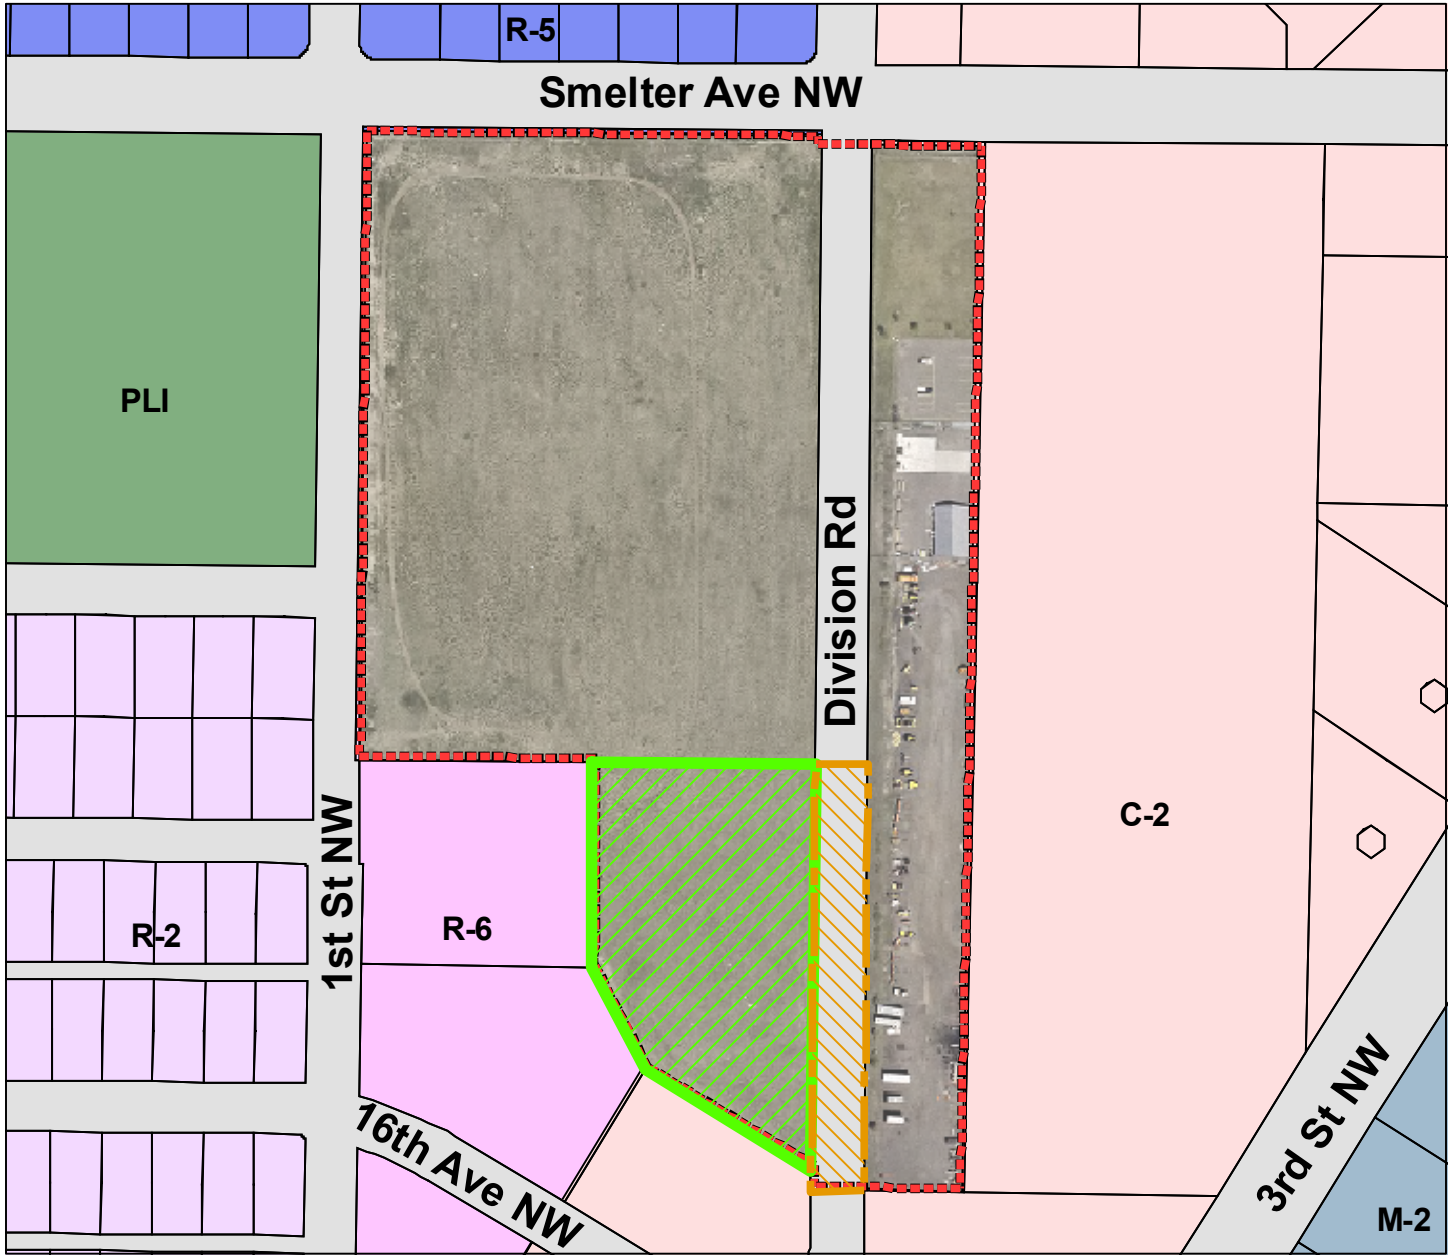 R-5
Smelter Ave NW
PLI
Division Rd
C-2
1st St NW
R-2
R-6
16th Ave NW
3rd St NW
M-2